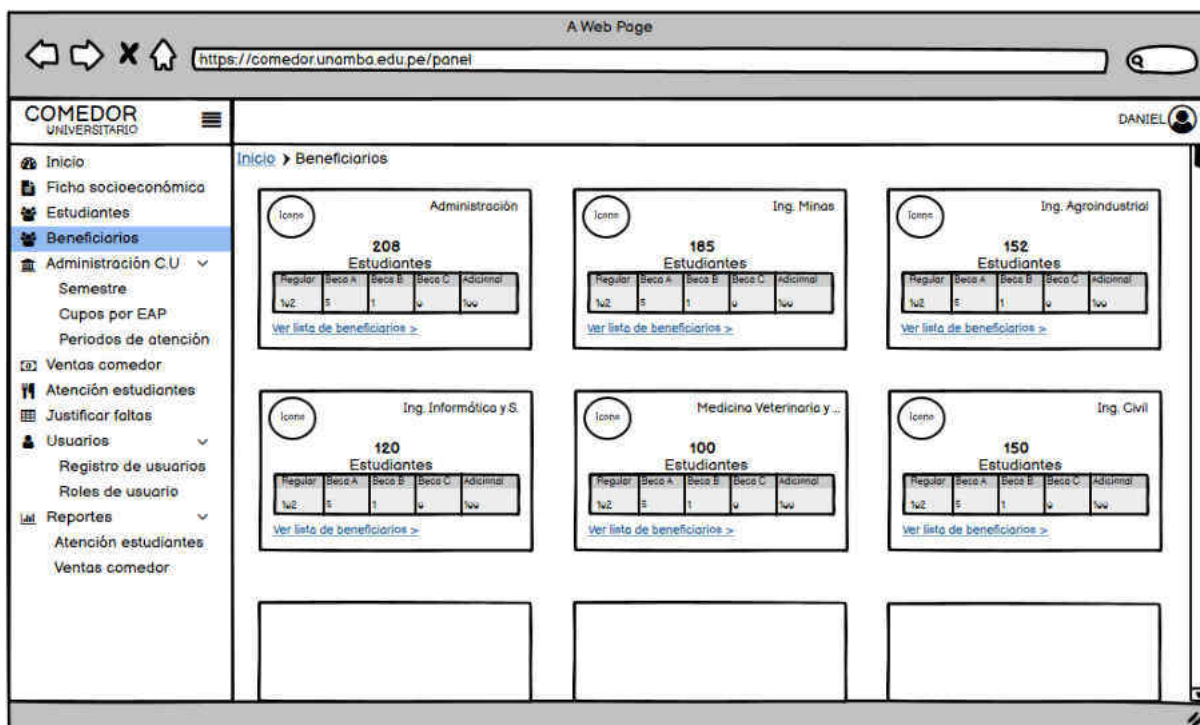 A Web Page
https://comedor.unamba.edu.pe/panel
COMEDOR
UNIVERSITARIO
DANIEL
Inicio
Ficha socioeconómica
Estudiantes
Beneficiarios
Administración C.U
Semestre
Cupos por EAP
Periodos de atención
Ventas comedor
Atención estudiantes
Justificar faltas
Usuarios
Registro de usuarios
Roles de usuario
Reportes
Atención estudiantes
Ventas comedor
Inicio > Beneficiarios
Icono Administración
208
Estudiantes
Regular Beca A Beca B Beca C
5 1
Ver lista de beneficiarios >
Icono Ing. Minas
185
Estudiantes
Regular Beca A Beca B Beca C
5 1
Ver lista de beneficiarios >
Icono Ing. Agroindustrial
152
Estudiantes
Regular Beca A Beca B Beca C
5 1
Ver lista de beneficiarios >
Icono Ing. Informática y S.
120
Estudiantes
Regular Beca A Beca B Beca C
5 1
Ver lista de beneficiarios >
Icono Medicina Veterinaria y ..
100
Estudiantes
Regular Beca A Beca B Beca C
5 1
Ver lista de beneficiarios >
Icono Ing. Civil
150
Estudiantes
Regular Beca A Beca B Beca C
5 1
Ver lista de beneficiarios >